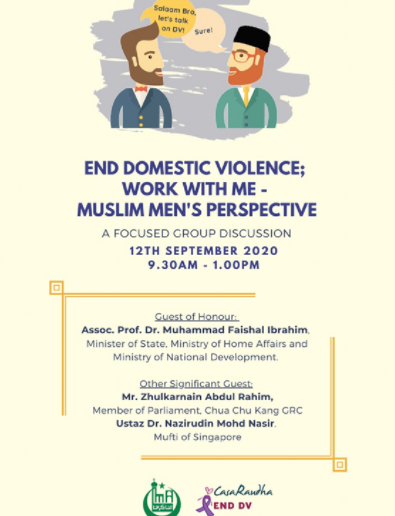 Salaam Bro,
let's talk
on DV!
Sure!
END DOMESTIC VIOLENCE;
WORK WITH ME -
MUSLIM MEN'S PERSPECTIVE
A FOCUSED GROUP DISCUSSION
12TH SEPTEMBER 2020
9.30AM - 1.00PM
Guest of Honour:
Assoc. Prof. Dr. Muhammad Faishal Ibrahim,
Minister of State, Ministry of Home Affairs and
Ministry of National Development.
Other Significant Guest:
Mr. Zhulkarnain Abdul Rahim,
Member of Parliament, Chua Chu Kang GRC
Ustaz Dr. Nazirudin Mohd Nasir,
Mufti of Singapore
CasaRaudha
END DV